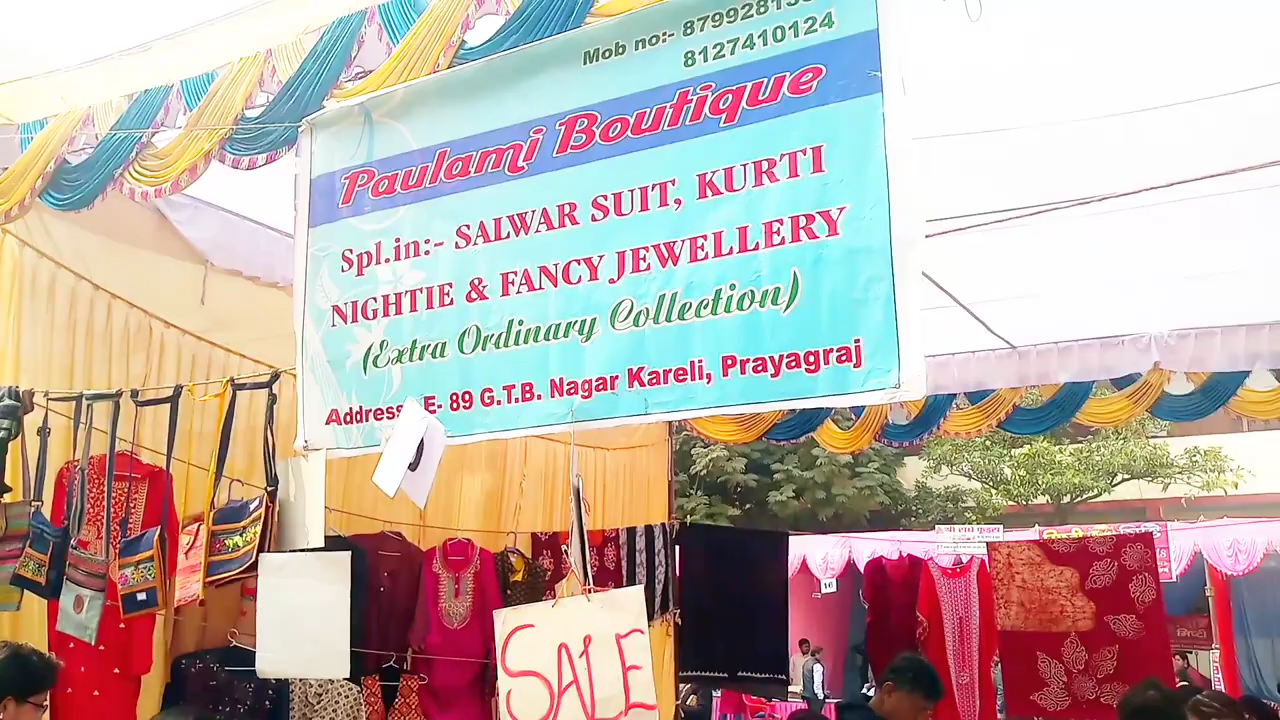 Mob no:-
8127410124
Paulami Boutique
Spl.in:- SALWAR SUIT, KURTI
NIGHTIE & FANCY JEWELLERY
(Extra Ordinary Collection)
Address E- 89 G.T.B. Nagar Kareli, Prayagraj
SALE
16
श्री राधे फूड्स